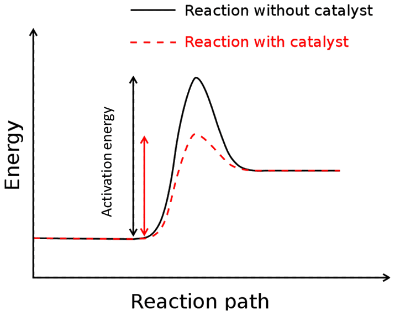 Reaction without catalyst
Reaction with catalyst
Activation energy
Energy
Reaction path